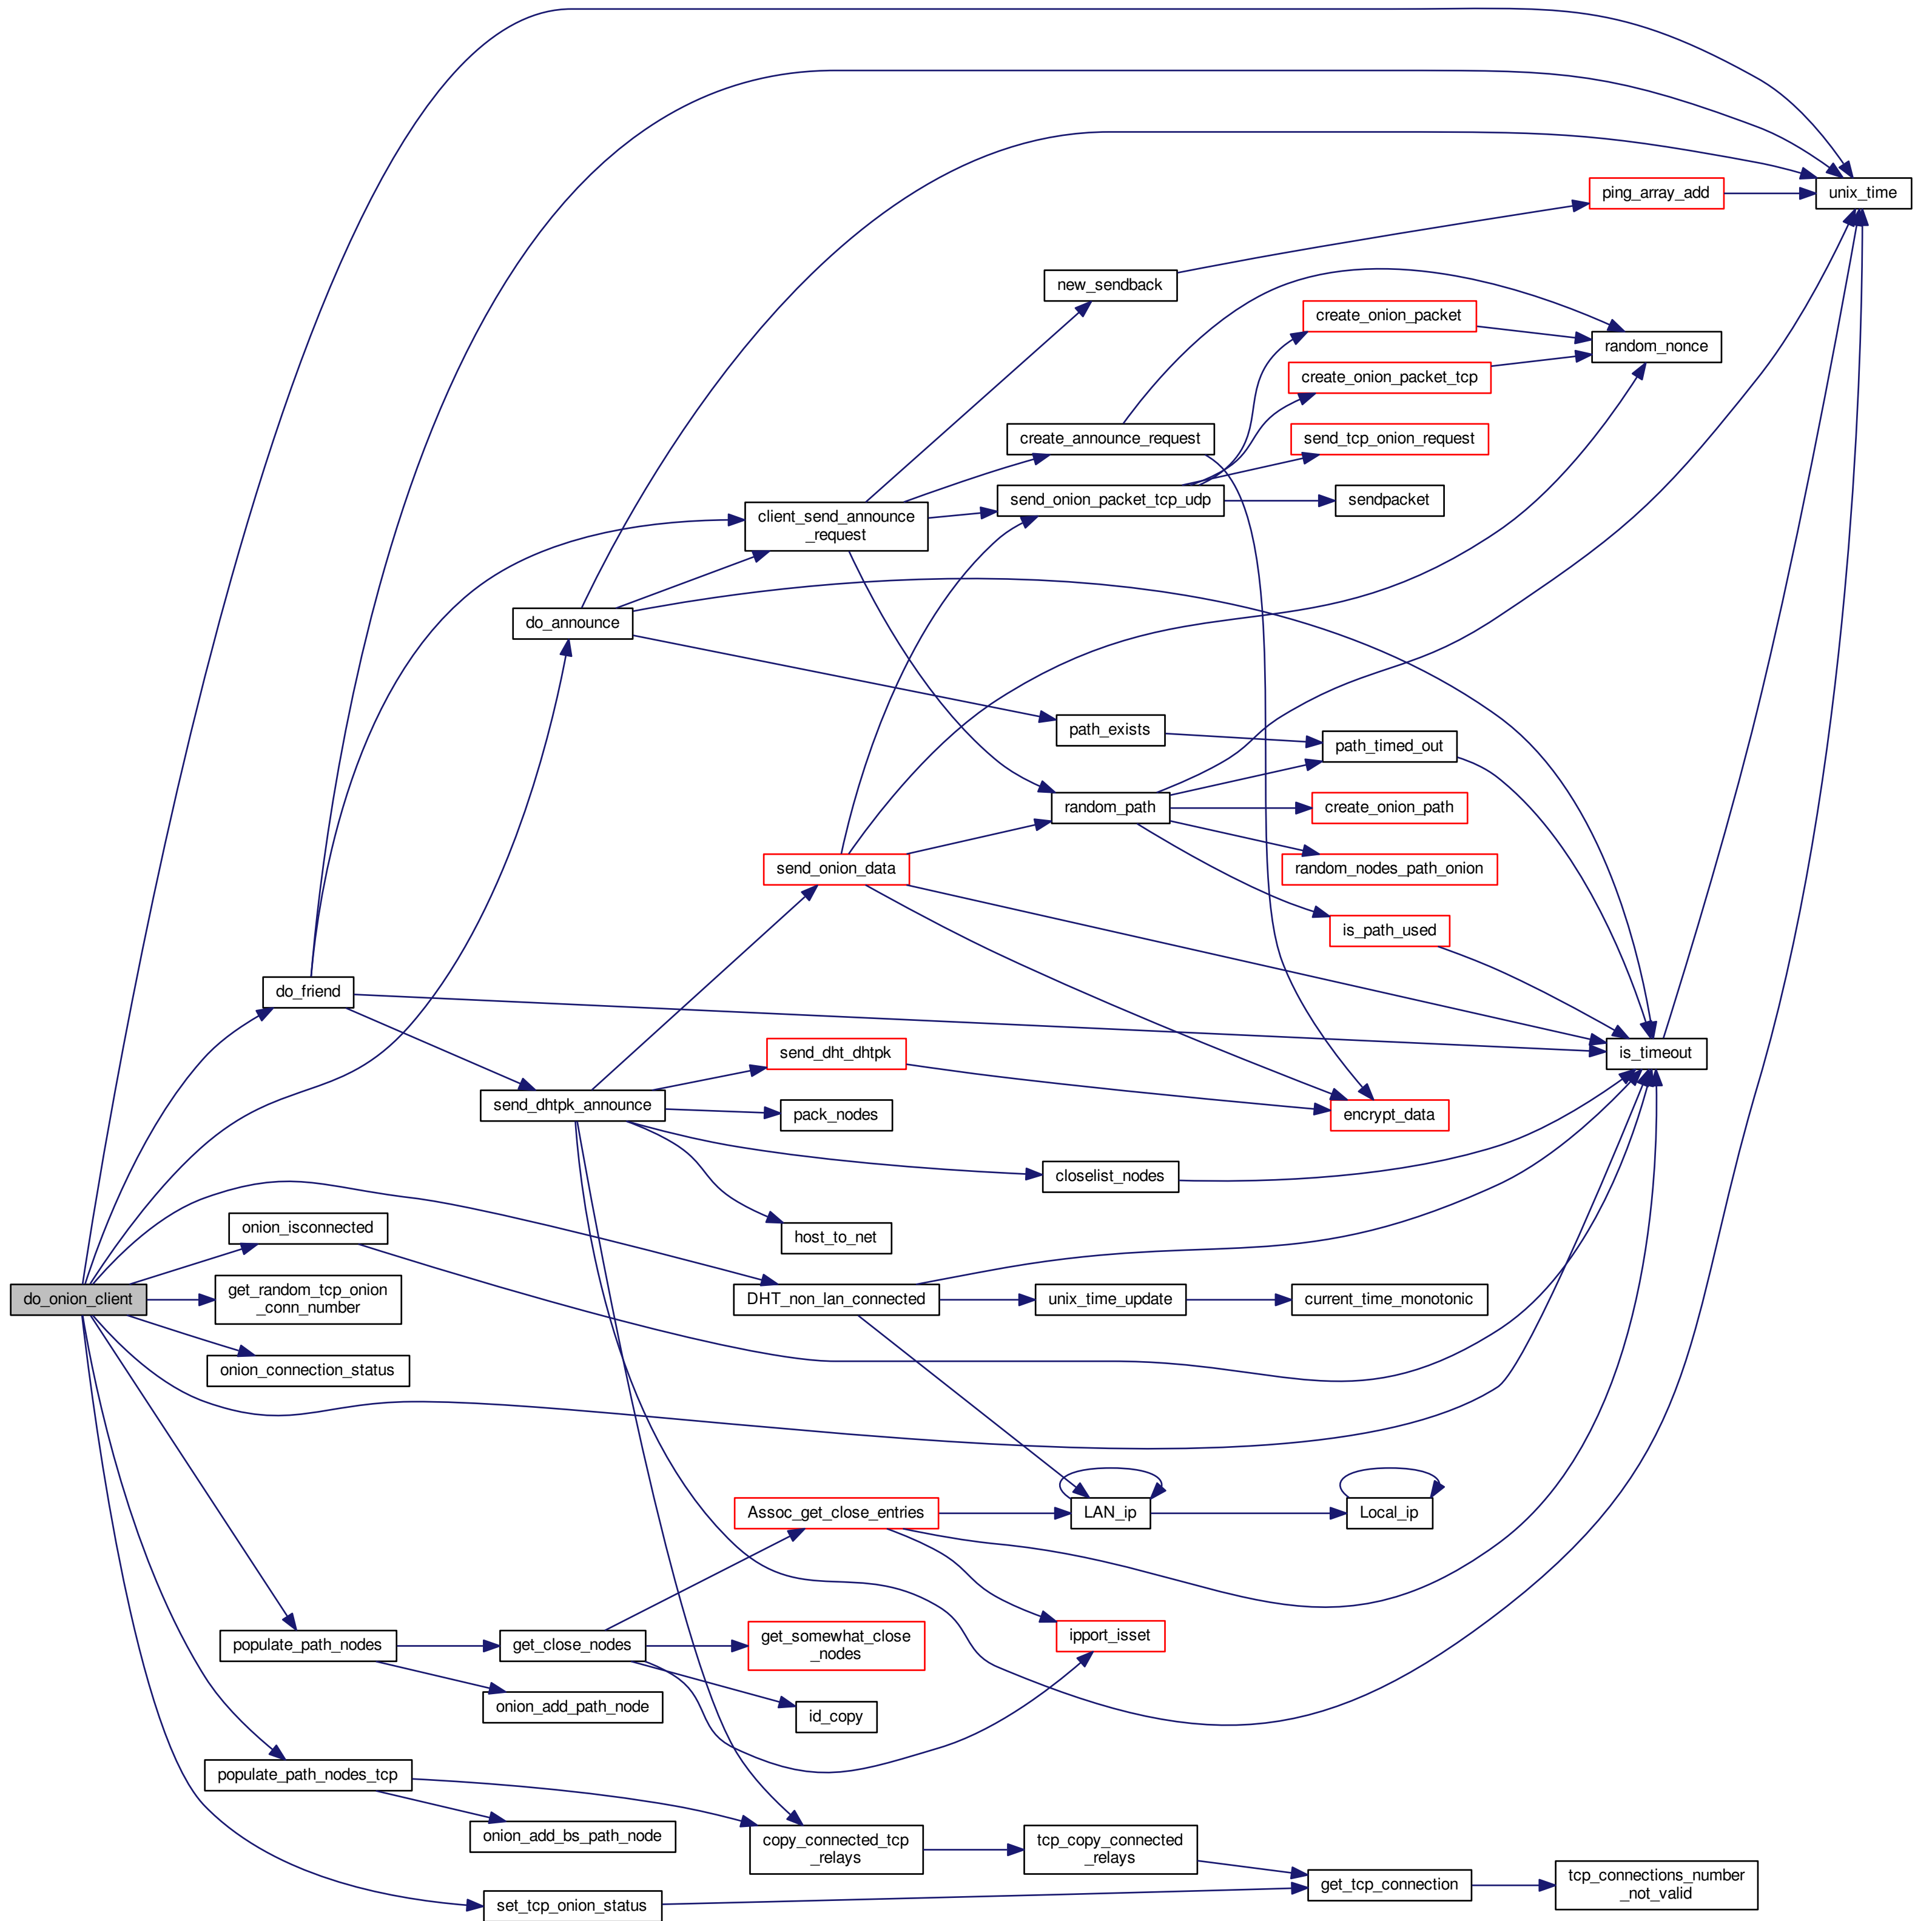 ping_array_add
unix_time
new_sendback
create_onion_packet
random_nonce
create_onion_packet_tcp
create_announce_request
send_tcp_onion_request
client_send_announce
_request
send_onion_packet_tcp_udp
sendpacket
do_announce
path_exists
path_timed_out
random_path
create_onion_path
send_onion_data
random_nodes_path_onion
is_path_used
do_friend
send_dht_dhtpk
is_timeout
send_dhtpk_announce
pack_nodes
encrypt_data
closelist_nodes
onion_isconnected
host_to_net
do_onion_client
get_random_tcp_onion
_conn_number
DHT_non_lan_connected
unix_time_update
current_time_monotonic
onion_connection_status
Assoc_get_close_entries
LAN_ip
Local_ip
populate_path_nodes
get_close_nodes
get_somewhat_close
_nodes
ipport_isset
onion_add_path_node
id_copy
populate_path_nodes_tcp
onion_add_bs_path_node
copy_connected_tcp
_relays
tcp_copy_connected
_relays
get_tcp_connection
tcp_connections_number
_not_valid
set_tcp_onion_status